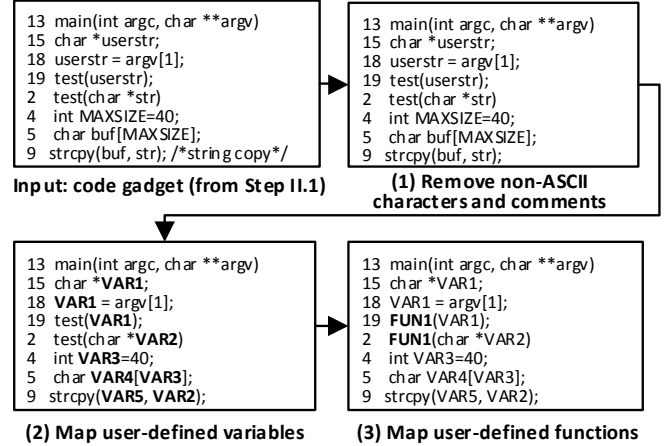 13 main(int argc, char **argv)
15 char *userstr;
18 userstr = argv[1];
19 test(userstr);
2 test(char *str)
4 int MAXSIZE=40;
5 char buf[MAXSIZE];
9 strcpy(buf, str); /*string copy*/
Input: code gadget (from Step II.1)
13 main(int argc, char **argv)
15 char *userstr;
18 userstr = argv[1];
19 test(userstr);
2 test(char *str)
4 int MAXSIZE=40;
5 char buf[MAXSIZE];
9 strcpy(buf, str);
(1) Remove non-ASCII
characters and comments
13 main(int argc, char **argv)
15 char *VAR1;
18 VAR1 = argv[1];
19 test(VAR1);
2 test(char *VAR2)
4 int VAR3=40;
5 char VAR4[VAR3];
9 strcpy(VAR5, VAR2);
(2) Map user-defined variables
13 main(int argc, char **argv)
15 char *VAR1;
18 VAR1 = argv[1];
19 FUN1(VAR1);
2 FUN1(char *VAR2)
4 int VAR3=40;
5 char VAR4[VAR3];
9 strcpy(VAR5, VAR2);
(3) Map user-defined functions